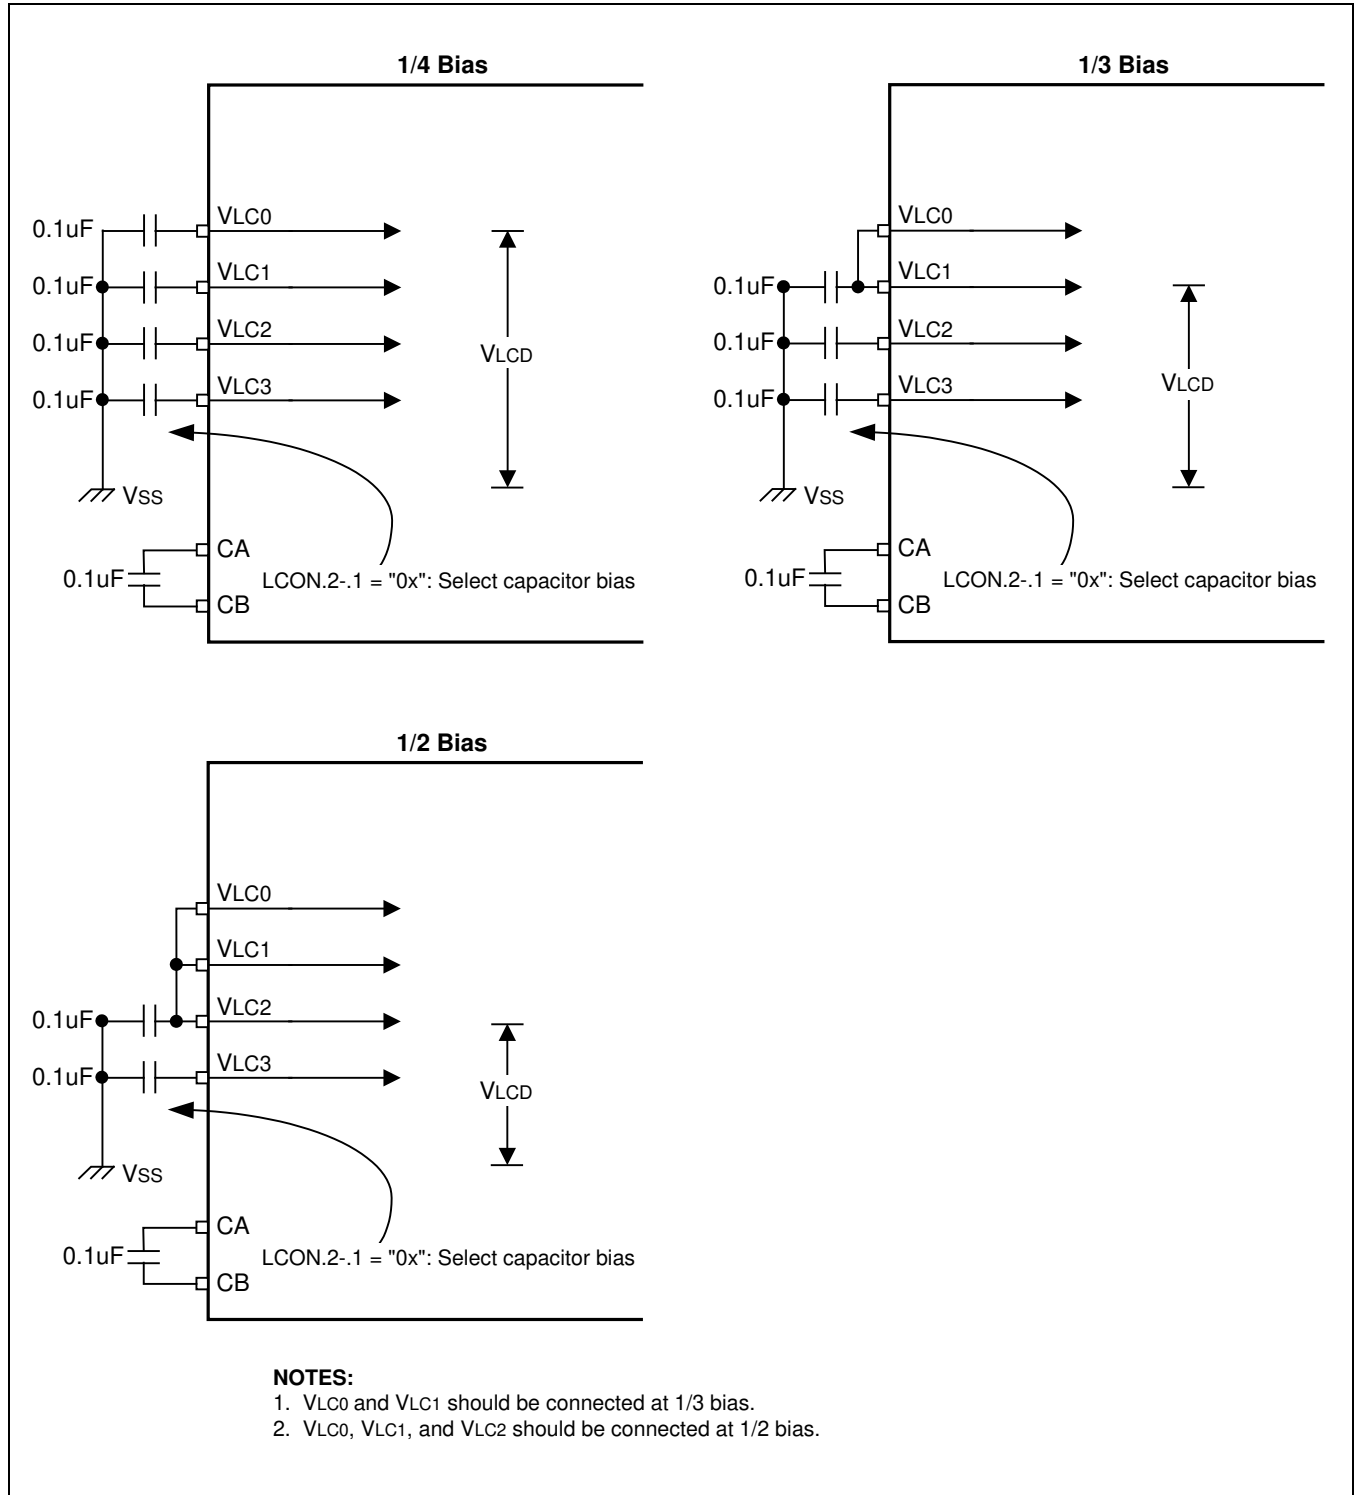 1/4 Bias
0.1uF
VLC0
0.1uF
VLC1
0.1uF
VLC2
0.1uF
VLC3
VLCD
VSS
CA
0.1uF
CB
LCON.2-.1 = "0x": Select capacitor bias
1/3 Bias
VLC0
0.1uF
VLC1
0.1uF
VLC2
0.1uF
VLC3
VLCD
VSS
CA
0.1uF
CB
LCON.2-.1 = "0x": Select capacitor bias
1/2 Bias
VLC0
VLC1
0.1uF
VLC2
0.1uF
VLC3
VLCD
VSS
CA
0.1uF
CB
LCON.2-.1 = "0x": Select capacitor bias
NOTES:
1. VLC0 and VLC1 should be connected at 1/3 bias.
2. VLC0, VLC1, and VLC2 should be connected at 1/2 bias.